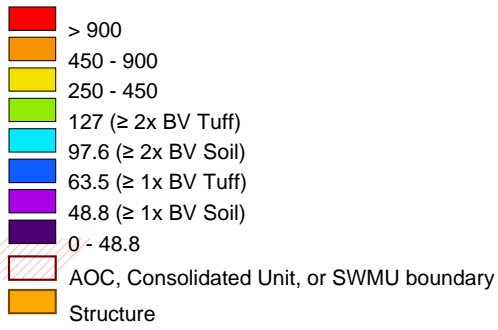 > 900
450 - 900
250 - 450
127 (≥ 2x BV Tuff)
97.6 (≥ 2x BV Soil)
63.5 (≥ 1x BV Tuff)
48.8 (≥ 1x BV Soil)
0 - 48.8
AOC, Consolidated Unit, or SWMU boundary
Structure